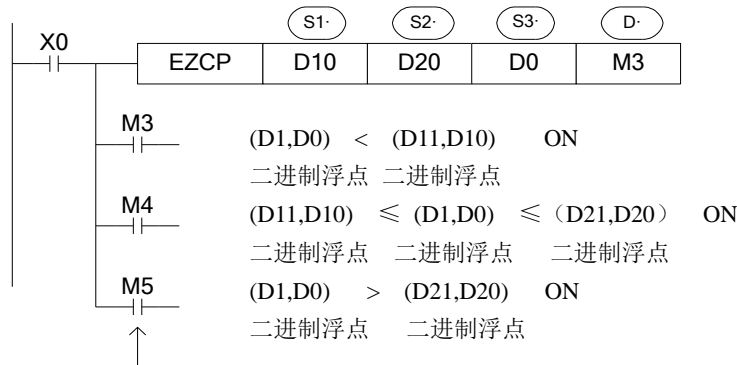 S1· S2· S3· D·
X0
EZCP D10 D20 D0 M3
M3 (D1,D0) < (D11,D10) ON
二进制浮点 二进制浮点
M4 (D11,D10) ≤ (D1,D0) ≤（D21,D20） ON
二进制浮点 二进制浮点 二进制浮点
M5 (D1,D0) > (D21,D20) ON
二进制浮点 二进制浮点